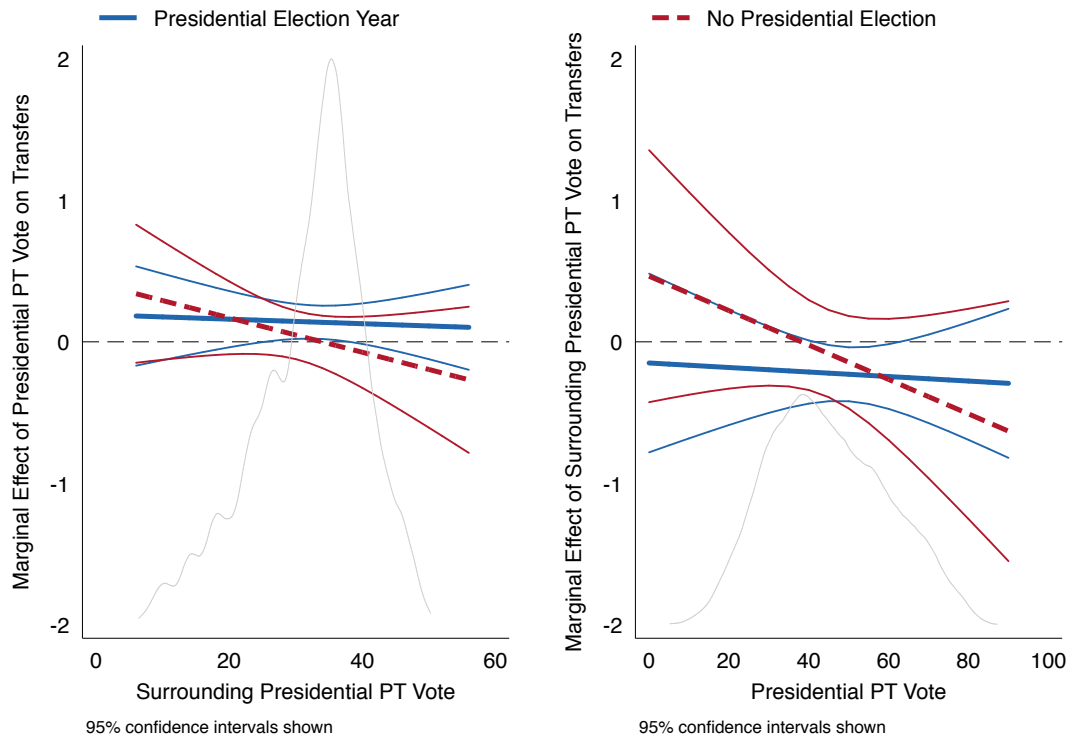 Presidential Election Year
Marginal Effect of Presidential PT Vote on Transfers
2
1
0
-1
-2
0 20 40 60
Surrounding Presidential PT Vote
95% confidence intervals shown
No Presidential Election
Marginal Effect of Surrounding Presidential PT Vote on Transfers
2
1
0
-1
-2
0 20 40 60 80 100
Presidential PT Vote
95% confidence intervals shown